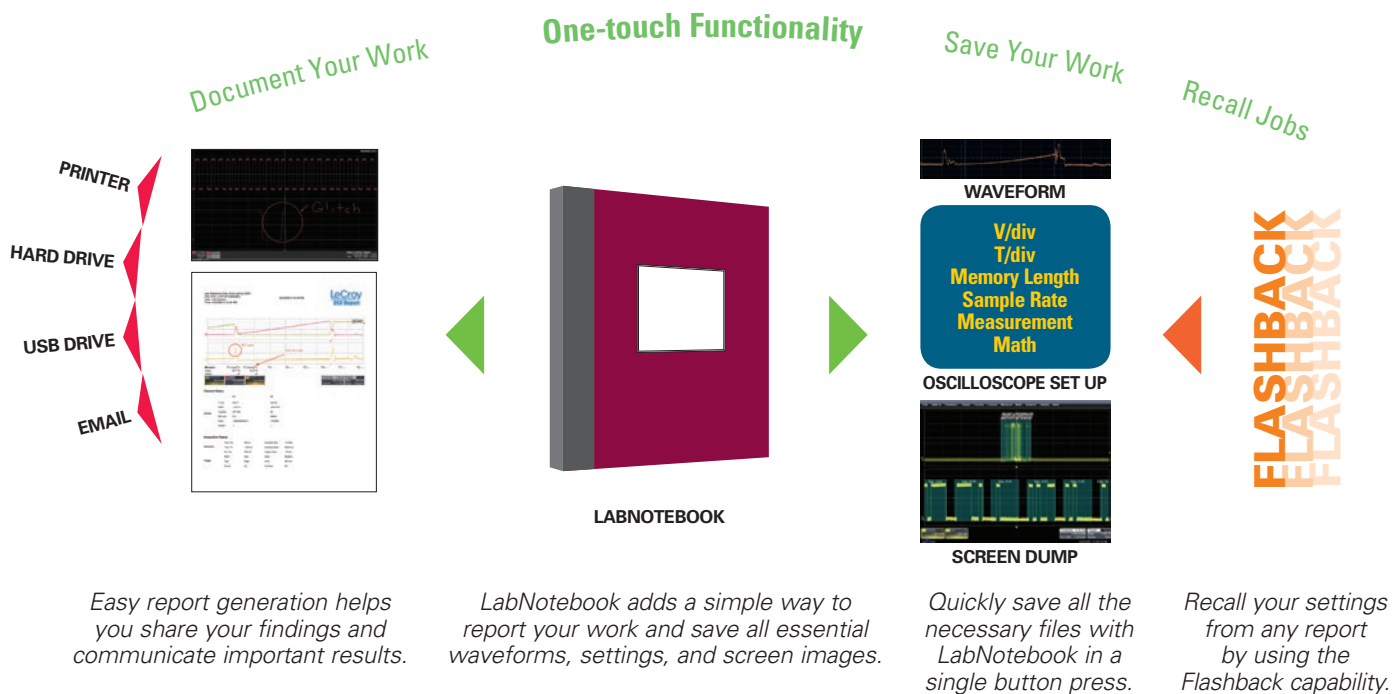 One-touch Functionality
Document Your Work
Save Your Work
Recall Jobs
PRINTER
HARD DRIVE
USB DRIVE
EMAIL
Glitch
LeCroy
LABNOTEBOOK
WAVEFORM
V/div
T/div
Memory Length
Sample Rate
Measurement
Math
OSCILLOSCOPE SET UP
SCREEN DUMP
FLASHBACK
FLASHBACK
FLASHBACK
Easy report generation helps
you share your findings and
communicate important results.
LabNotebook adds a simple way to
report your work and save all essential
waveforms, settings, and screen images.
Quickly save all the
necessary files with
LabNotebook in a
single button press.
Recall your settings
from any report
by using the
Flashback capability.